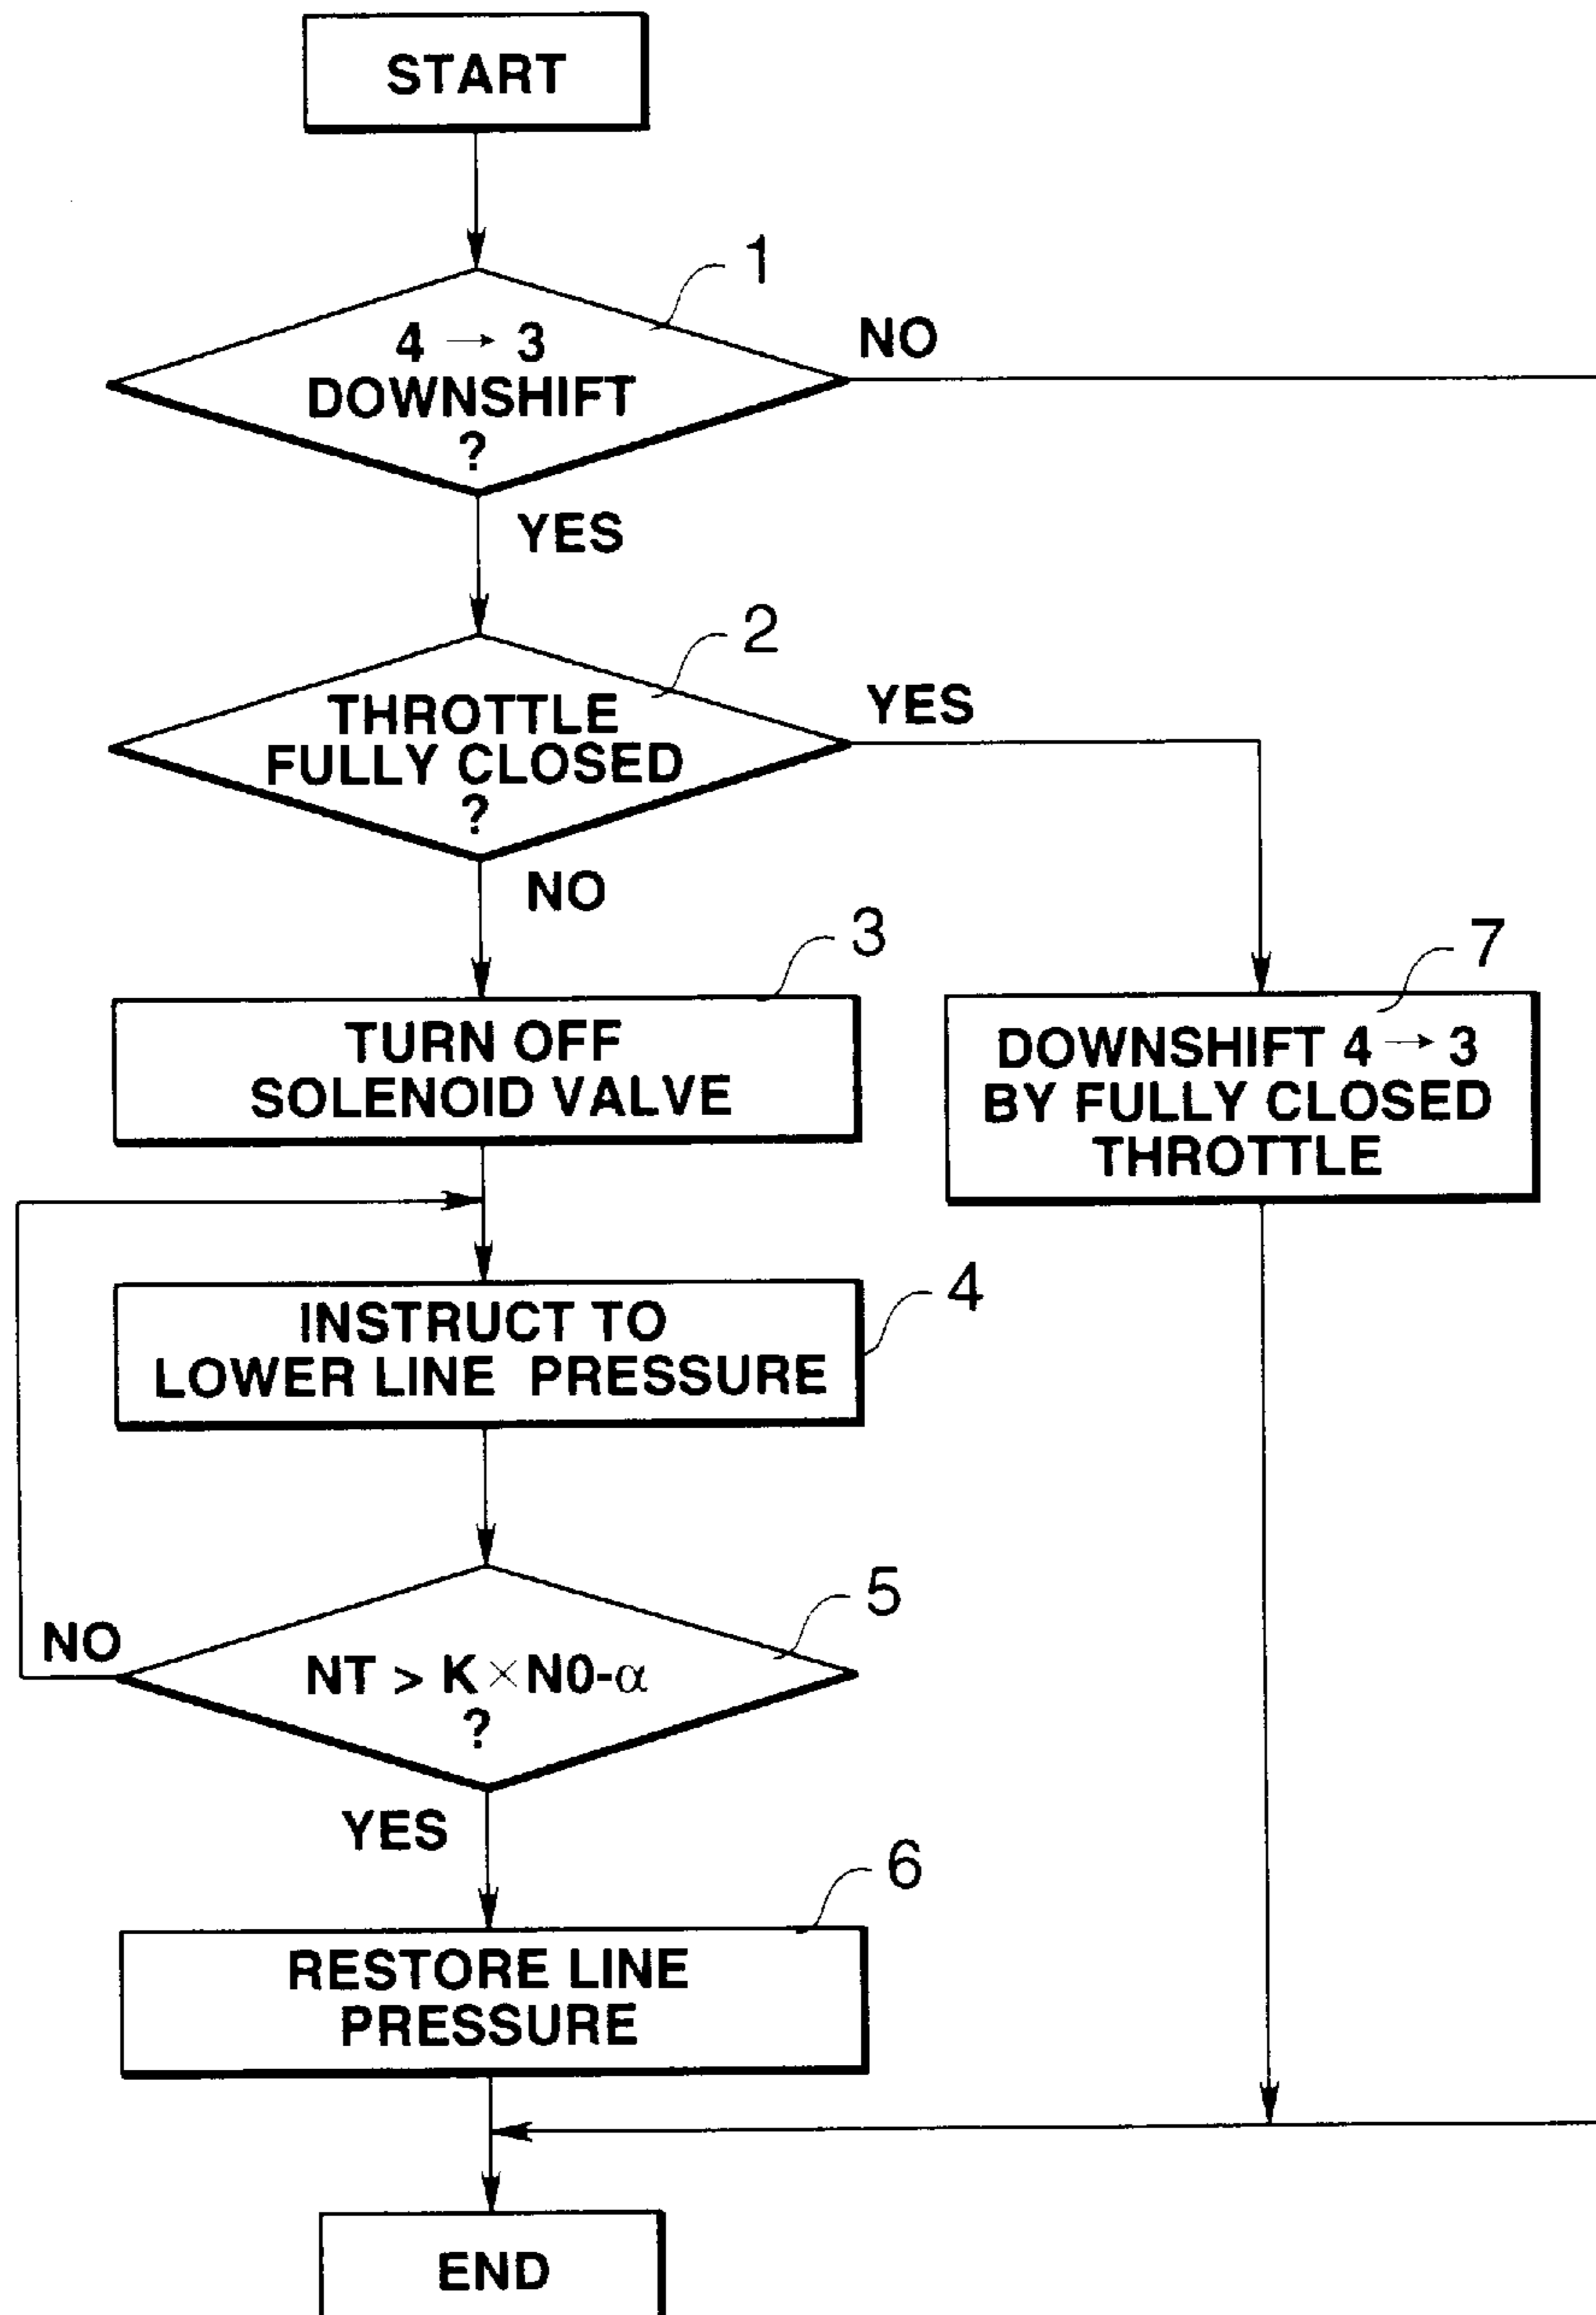 START
1
4 → 3
DOWNSHIFT
?
NO
YES
2
THROTTLE
FULLY CLOSED
?
YES
NO
3
TURN OFF
SOLENOID VALVE
7
DOWNSHIFT 4 → 3
BY FULLY CLOSED
THROTTLE
4
INSTRUCT TO
LOWER LINE PRESSURE
5
NO
NT > K × N0-α
?
YES
6
RESTORE LINE
PRESSURE
END